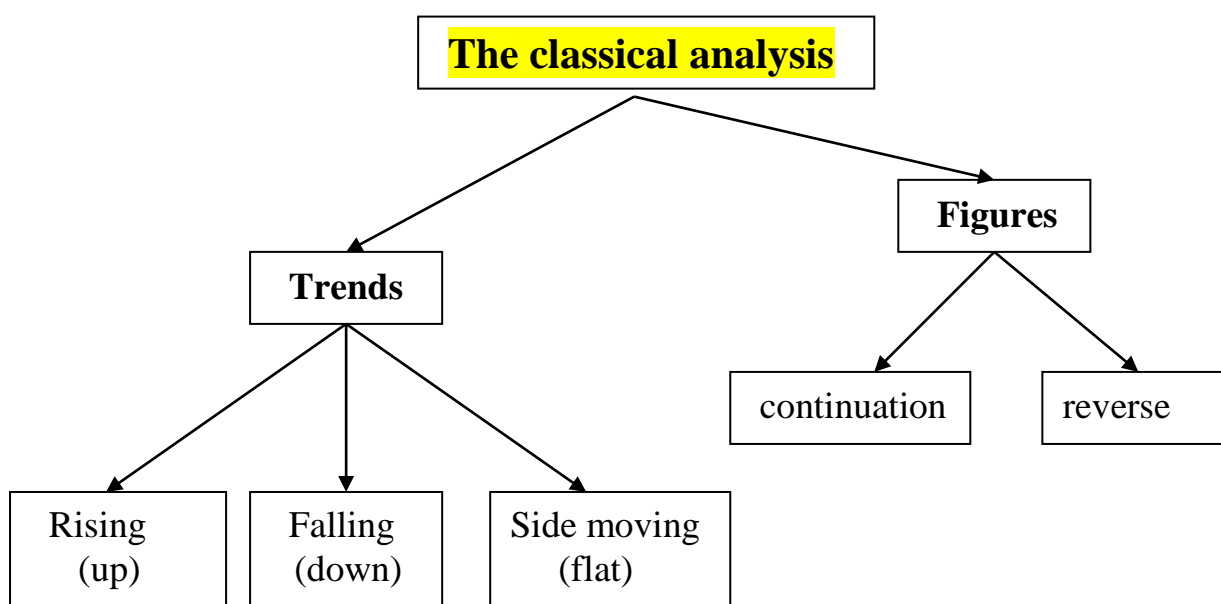 The classical analysis
Figures
Trends
continuation
reverse
Rising
(up)
Falling
(down)
Side moving
(flat)